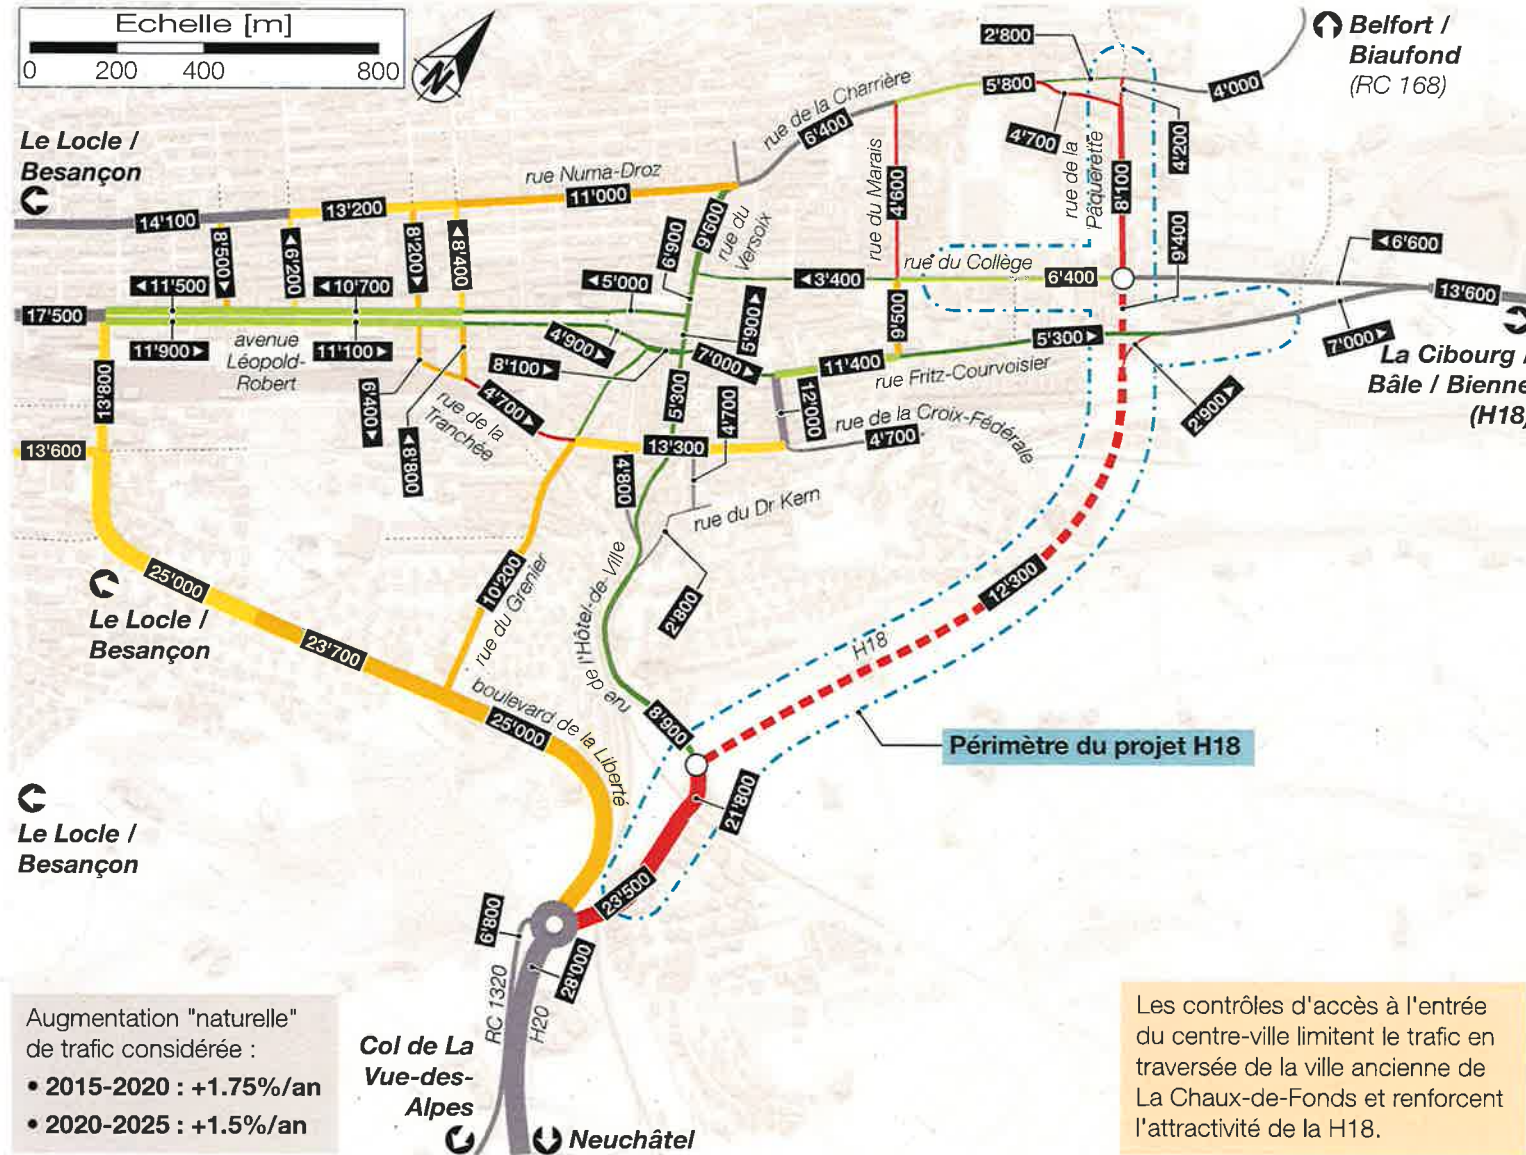 Echelle [m]
0 200 400 800
N
Belfort /
Biaufond
(RC 168)
2'800
5'800
4'000
4'700
4'200
rue de la Charrière
6'400
Le Locle /
Besançon
rue Numa-Droz
11'000
13'200
14'100
rue du Marais
4'600
rue de la
Pâquerette
8'100
9'400
9'600
rue du
Versoix
6'900
8'500▶
◀6'200
8'200▶
◀8'400
◀11'500
◀10'700
◀5'000
◀3'400
rue du Collège
6'400
◀6'600
13'600
17'500
11'900▶
avenue
Léopold-
Robert
11'100▶
4'900▶
8'100▶
5'900▶
7'000▶
9'500
11'400
5'300▶
rue Fritz-Courvoisier
7'000▶
La Cibourg /
Bâle / Bienne
(H18)
2'900▶
13'800
6'400▶
◀8'800
rue de la
Tranchée
4'700▶
5'300
4'700
12'000
rue de la Croix-Fédérale
4'700
13'600
13'300
4'800
rue du Dr Kern
2'800
25'000
Le Locle /
Besançon
10'200
rue du Grenier
rue de l'Hôtel-de-Ville
12'300
H18
23'700
boulevard de la Liberté
25'000
8'900
Périmètre du projet H18
21'800
Le Locle /
Besançon
23'500
6'800
28'000
RC 1320
H20
Augmentation "naturelle"
de trafic considérée :
• 2015-2020 : +1.75%/an
• 2020-2025 : +1.5%/an
Col de La
Vue-des-
Alpes
Neuchâtel
Les contrôles d'accès à l'entrée
du centre-ville limitent le trafic en
traversée de la ville ancienne de
La Chaux-de-Fonds et renforcent
l'attractivité de la H18.